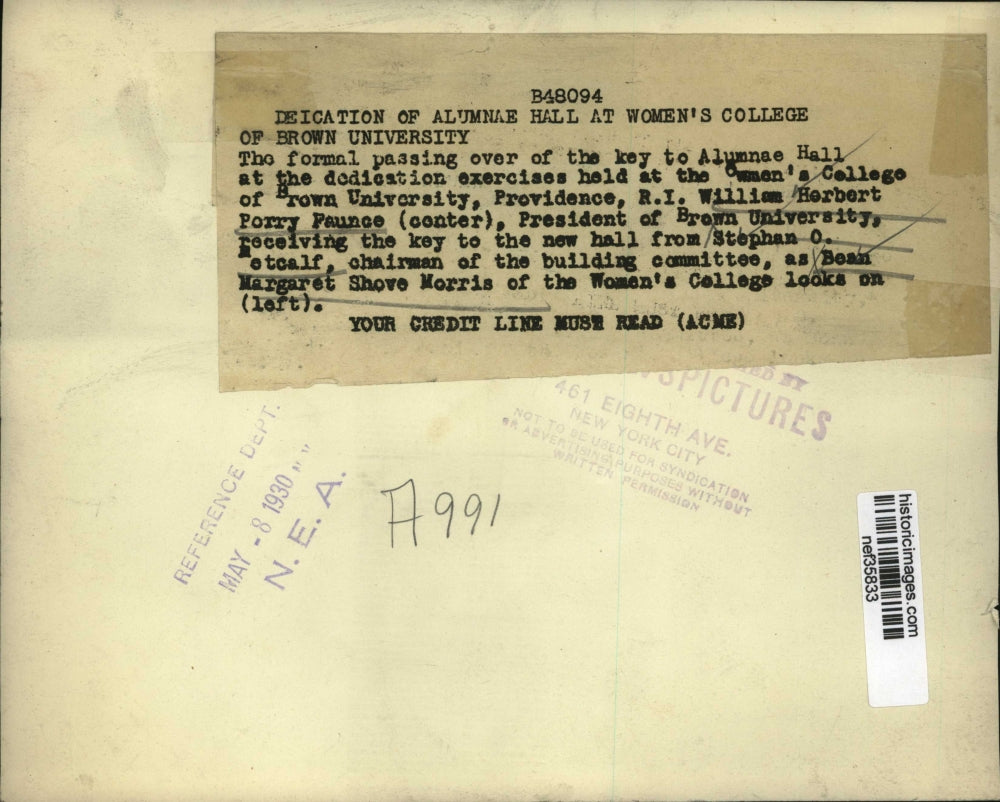 B48094
DEICATION OF ALUMNAE HALL AT WOMEN'S COLLEGE
OF BROWN UNIVERSITY
The formal passing over of the key to Alumnae Hall
at the dedication exercises held at the Women's College
of Brown University, Providence, R.I. William Herbert
Perry Faunce (center), President of Brown University,
receiving the key to the new hall from Stephan O.
Metcalf, chairman of the building committee, as Dean
Margaret Shove Morris of the Women's College looks on
(left).
YOUR CREDIT LINE MUST READ (ACME)
ED BY
SPICTURES
461 EIGHTH AVE.
NEW YORK CITY
NOT TO BE USED FOR SYNDICATION
OR ADVERTISING PURPOSES WITHOUT
WRITTEN PERMISSION
REFERENCE DEPT.
MAY - 8 1930 " "
N. E. A.
A991
historicimages.com
nef35833